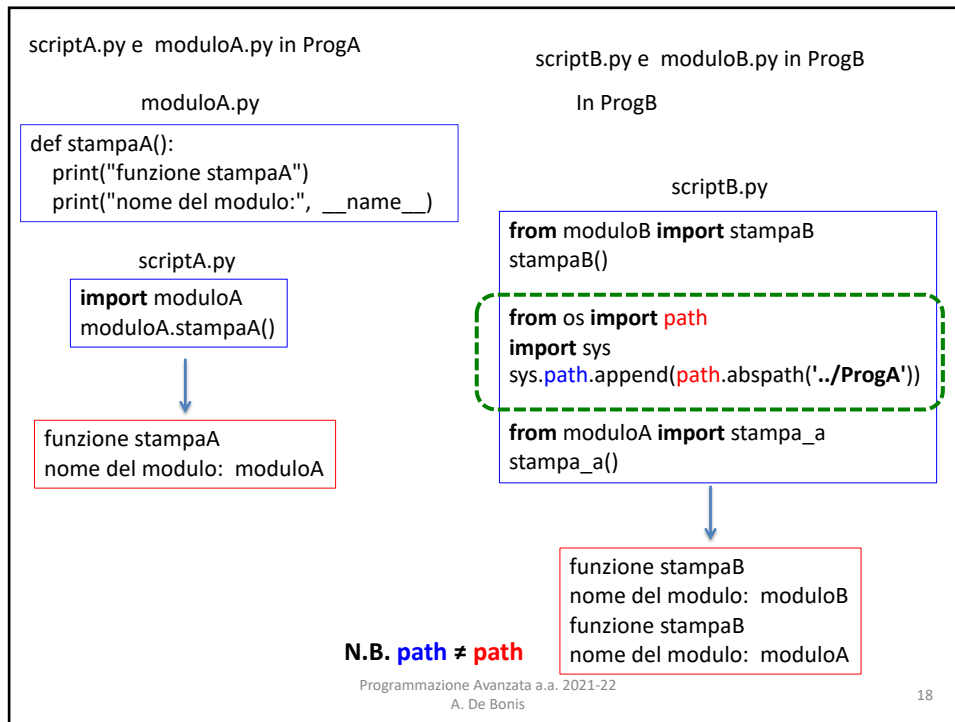 scriptA.py e moduloA.py in ProgA
moduloA.py
def stampaA():
print("funzione stampaA")
print("nome del modulo:", __name__)
scriptA.py
import moduloA
moduloA.stampaA()
funzione stampaA
nome del modulo: moduloA
scriptB.py e moduloB.py in ProgB
In ProgB
scriptB.py
from moduloB import stampaB
stampaB()
from os import path
import sys
sys.path.append(path.abspath('../ProgA'))
from moduloA import stampa_a
stampa_a()
funzione stampaB
nome del modulo: moduloB
funzione stampaB
nome del modulo: moduloA
N.B. path ≠ path
Programmazione Avanzata a.a. 2021-22
A. De Bonis
18